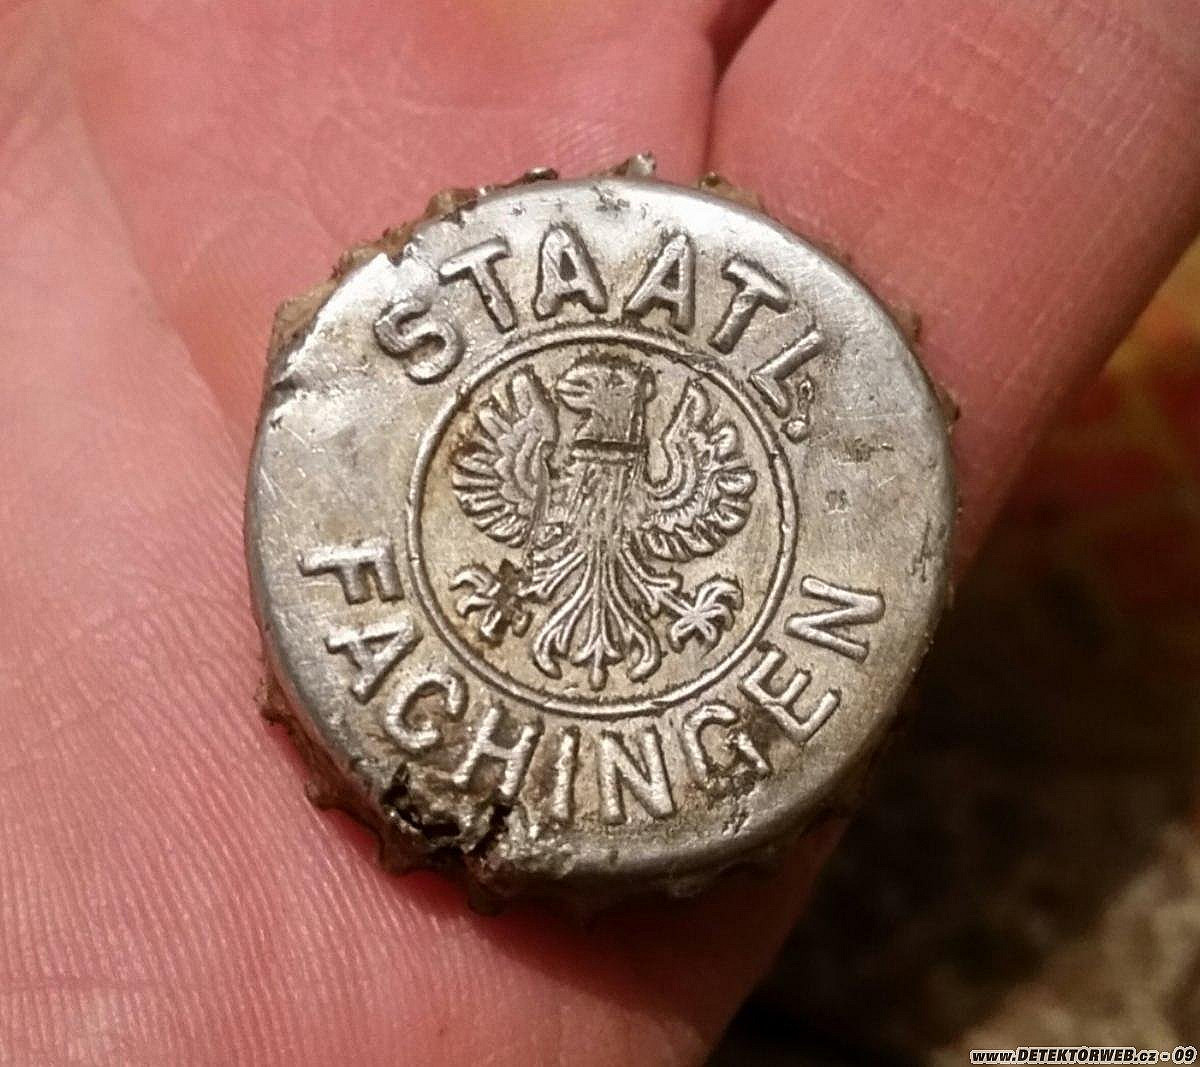 STAATL.
FACHINGEN
www.DETEKTORWEB.cz - 09